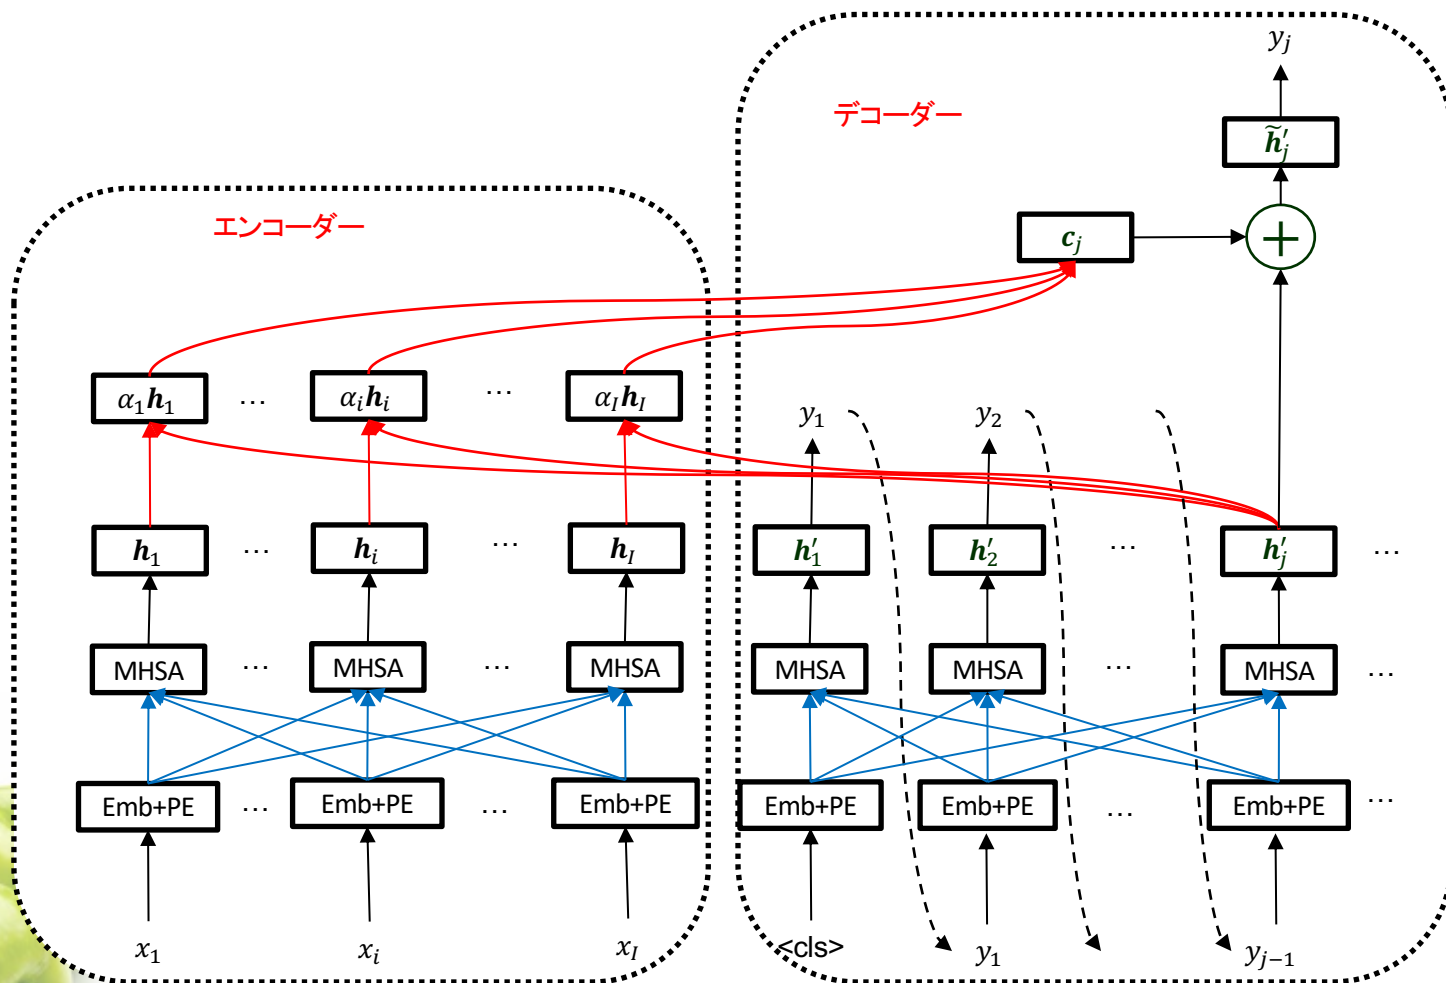 y_j
デコーダー
h̃′_j
エンコーダー
c_j
+
α_1h_1 … α_ih_i … α_Ih_I
y_1 y_2
h_1 … h_i … h_I h′_1 h′_2 … h′_j …
MHSA … MHSA … MHSA MHSA MHSA … MHSA …
Emb+PE … Emb+PE … Emb+PE Emb+PE Emb+PE … Emb+PE …
x_1 x_i x_I <cls> y_1 y_{j−1}